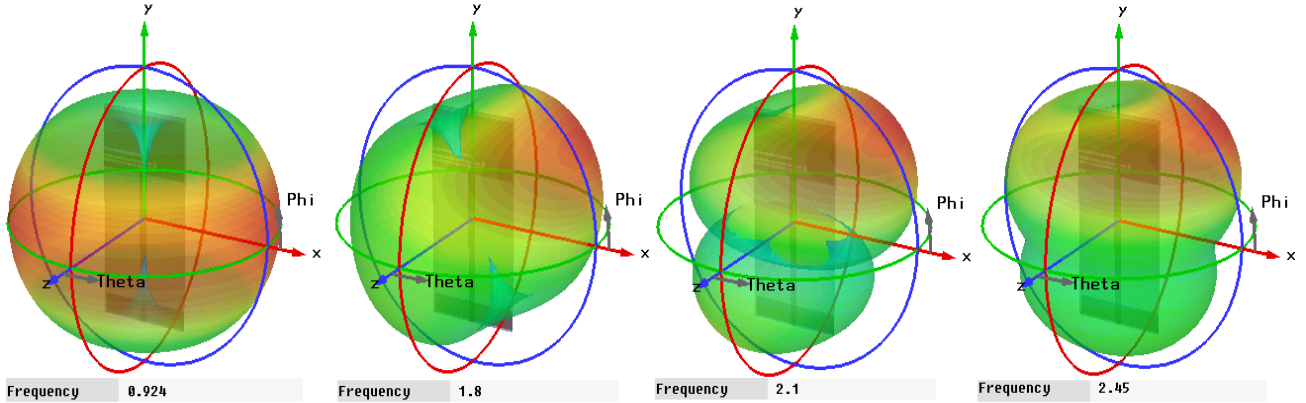 y
Phi
x
z
Theta
Frequency 0.924
y
Phi
x
z
Theta
Frequency 1.8
y
Phi
x
z
Theta
Frequency 2.1
y
Phi
x
z
Theta
Frequency 2.45